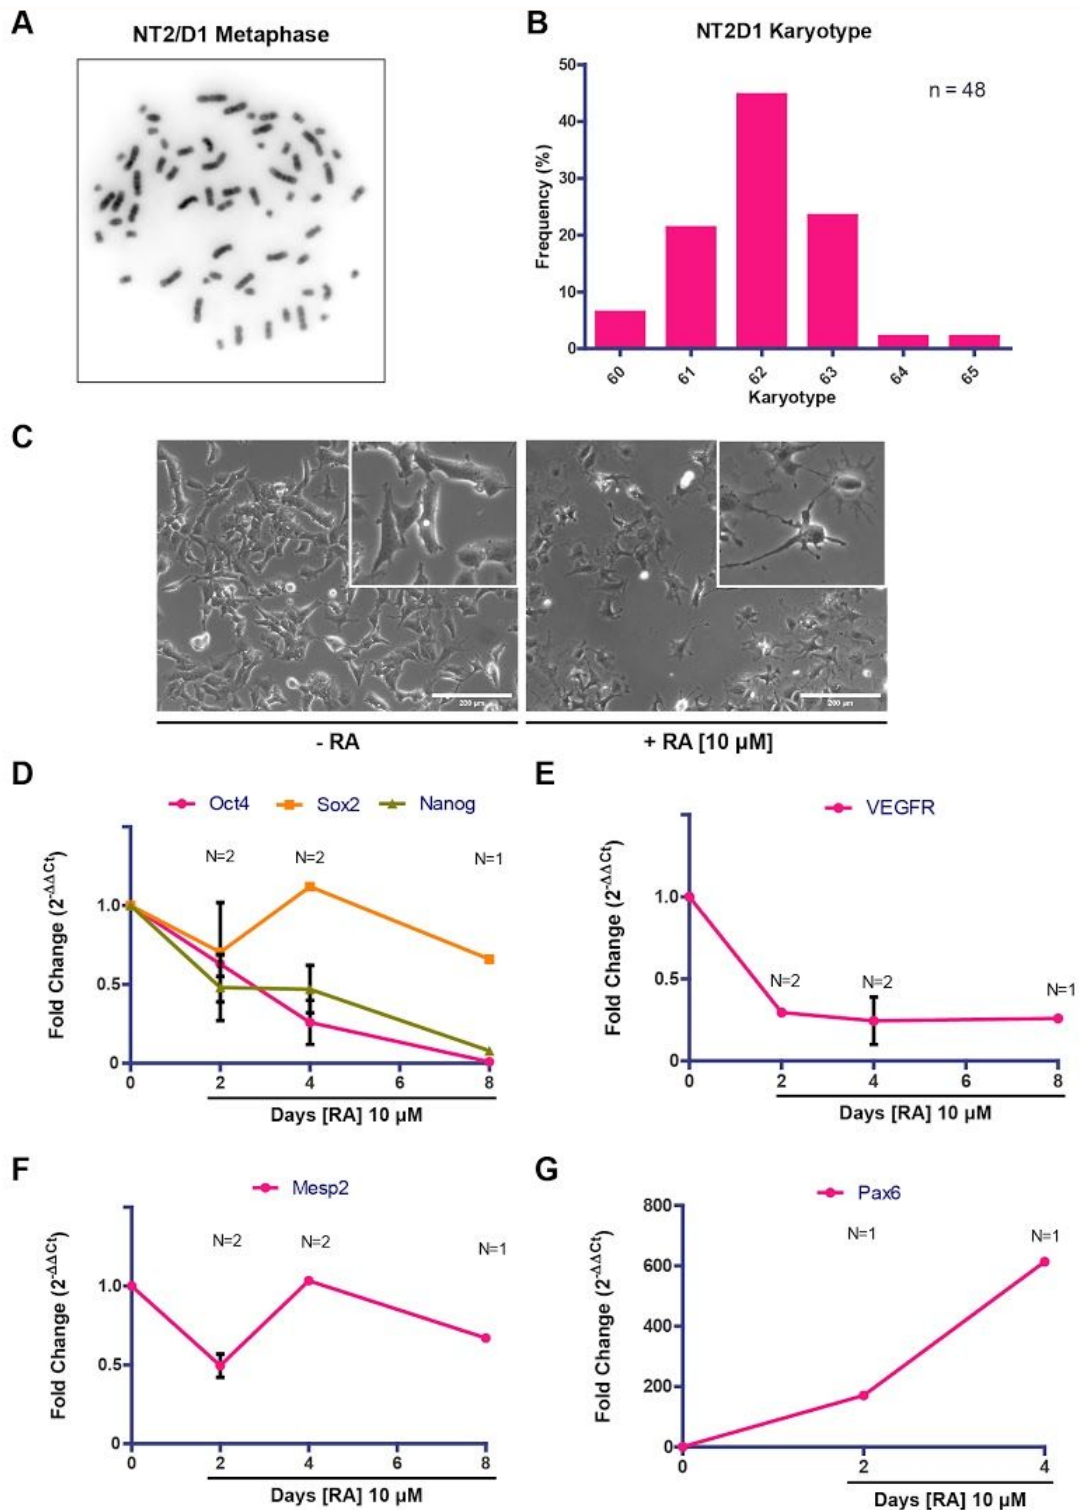 A
NT2/D1 Metaphase
B
NT2D1 Karyotype
n = 48
Frequency (%)
50
40
30
20
10
0
60 61 62 63 64 65
Karyotype
C
200 µm
200 µm
- RA
+ RA [10 µM]
D
Oct4 Sox2 Nanog
N=2 N=2 N=1
Fold Change (2-ΔΔCt)
1.0
0.5
0
0 2 4 6 8
Days [RA] 10 µM
E
VEGFR
Fold Change (2-ΔΔCt)
1.0
0.5
0
N=2 N=2 N=1
0 2 4 6 8
Days [RA] 10 µM
F
Mesp2
N=2 N=2 N=1
Fold Change (2-ΔΔCt)
1.0
0.5
0
0 2 4 6 8
Days [RA] 10 µM
G
Pax6
N=1 N=1
Fold Change (2-ΔΔCt)
800
600
400
200
0
0 2 4
Days [RA] 10 µM